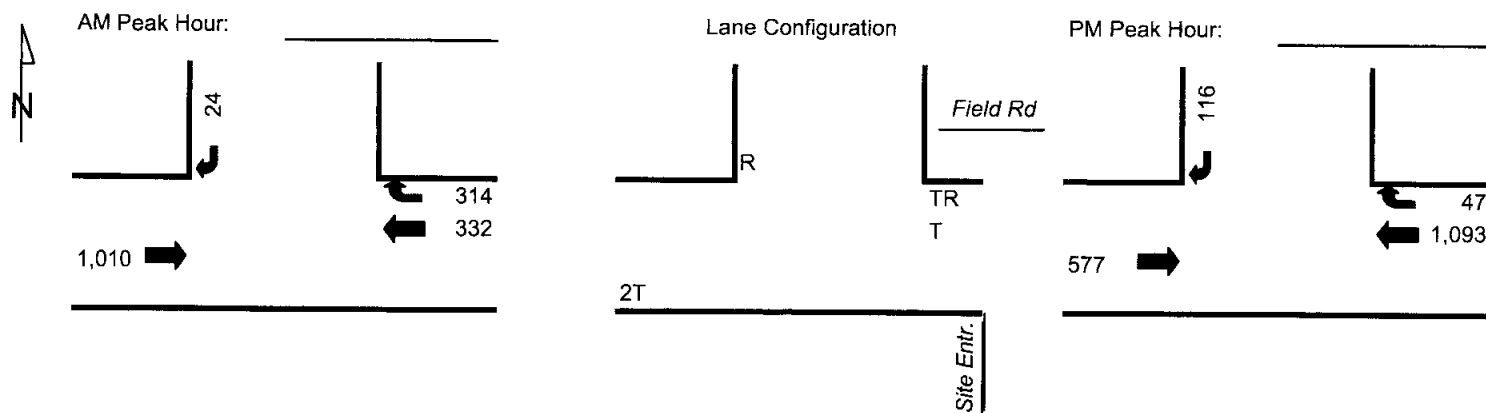 AM Peak Hour:
N
24
314
332
1,010
Lane Configuration
Field Rd
R
TR
T
2T
Site Entr.
PM Peak Hour:
116
47
1,093
577